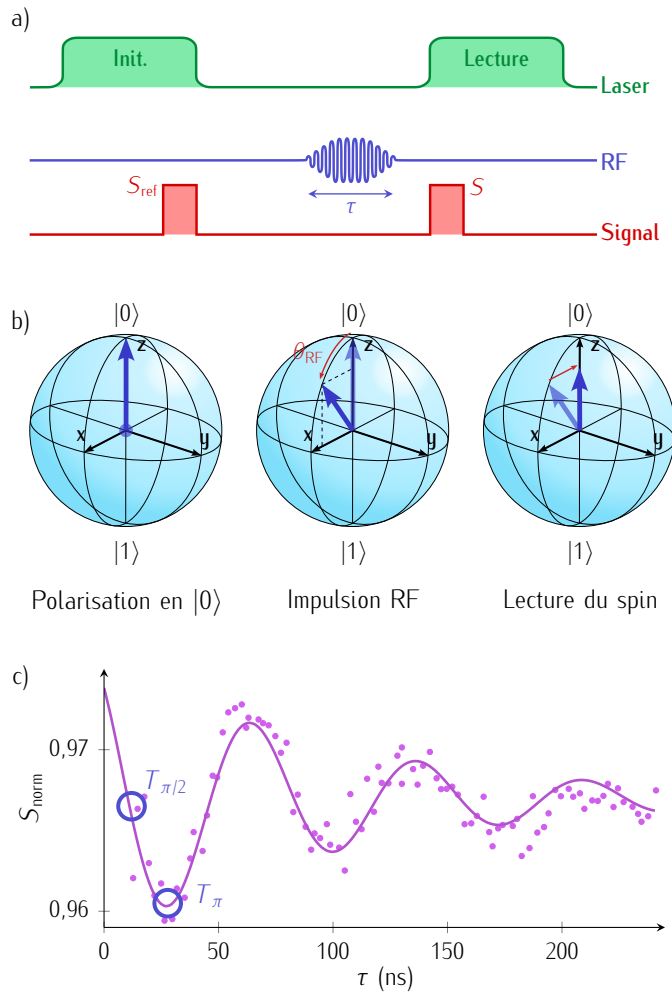 a)
Init.
Lecture
Laser
RF
τ
S_ref
S
Signal
b)
|0⟩ |0⟩ |0⟩
z z z
θ_RF
x y x y x y
|1⟩ |1⟩ |1⟩
Polarisation en |0⟩ Impulsion RF Lecture du spin
c)
0,97
T_π/2
S_norm
T_π
0,96
0 50 100 150 200
τ (ns)